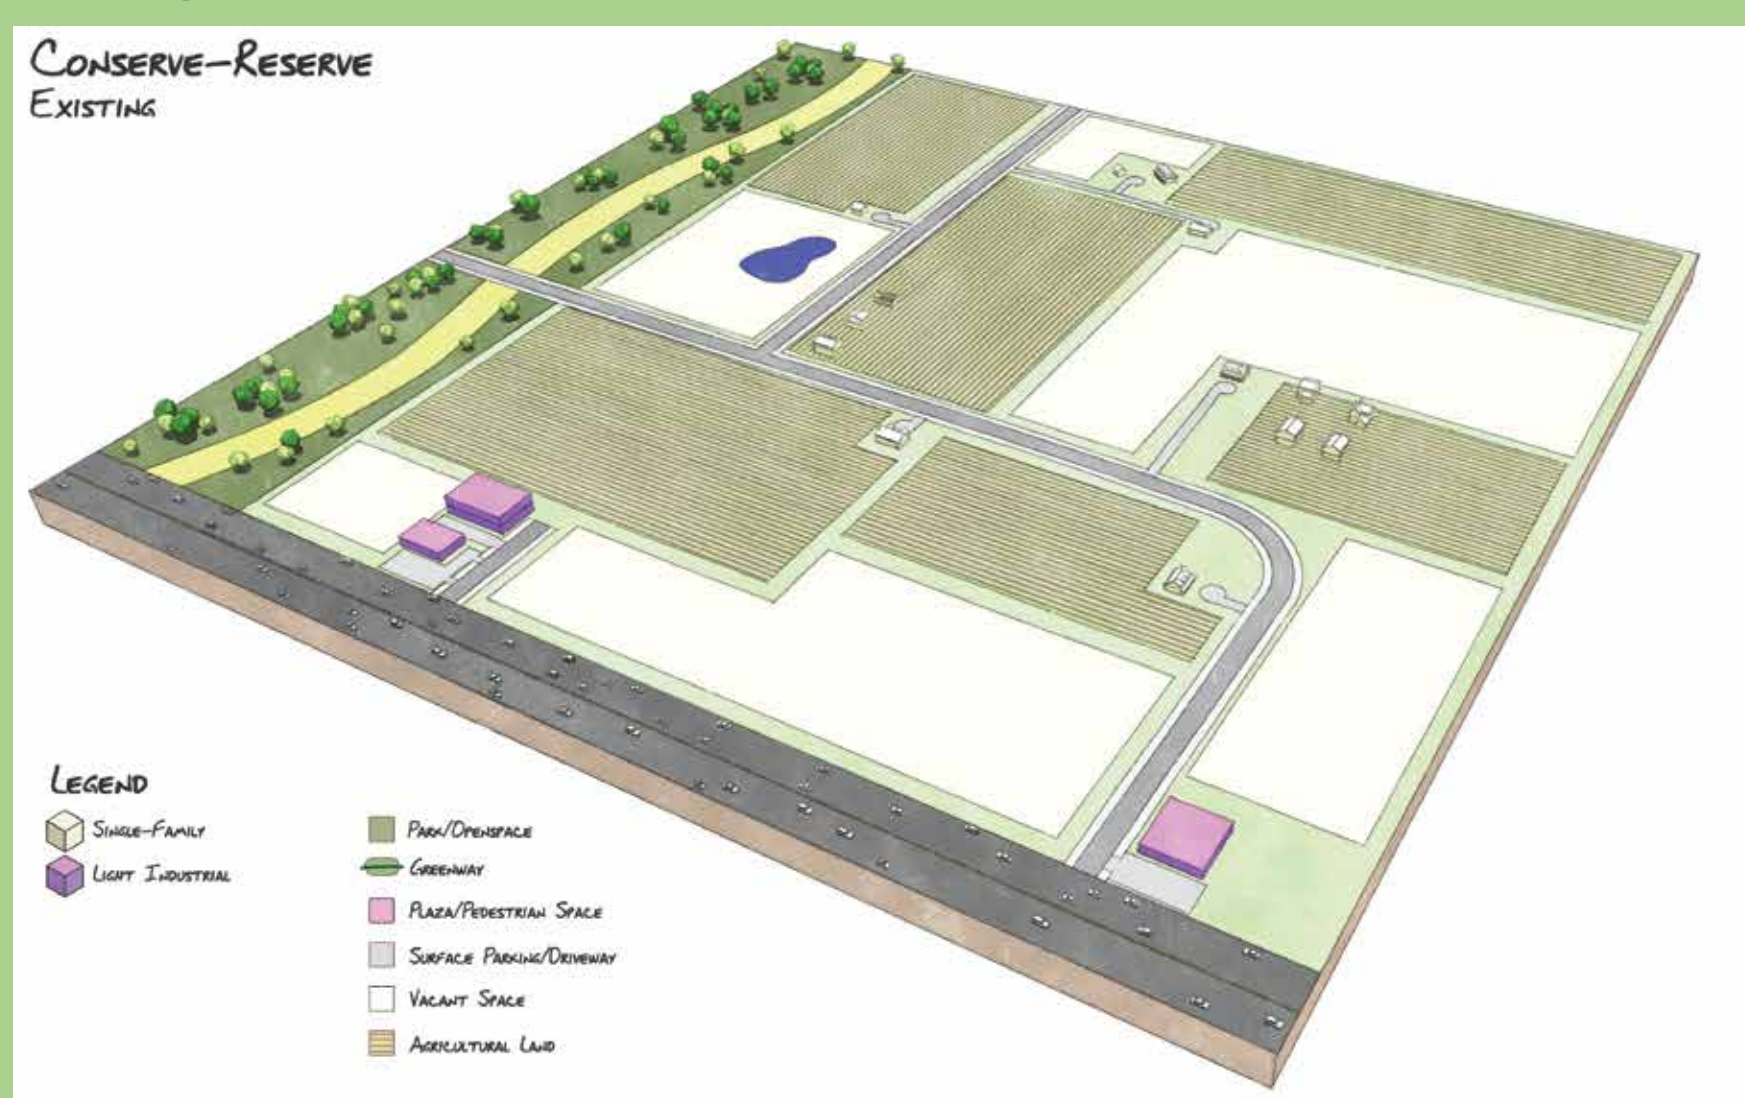 Conserve-Reserve
Existing
Legend
Single-Family
Light Industrial
Park/Openspace
Greenway
Plaza/Pedestrian Space
Surface Parking/Driveway
Vacant Space
Agricultural Land